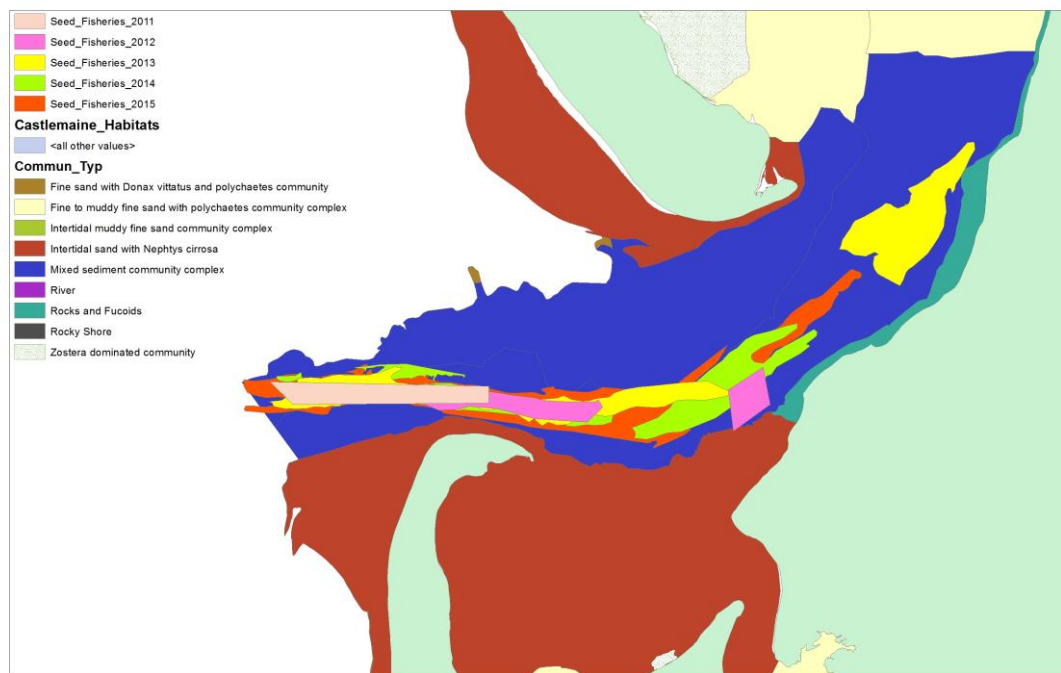 Seed_Fisheries_2011
Seed_Fisheries_2012
Seed_Fisheries_2013
Seed_Fisheries_2014
Seed_Fisheries_2015
Castlemaine_Habitats
<all other values>
Commun_Typ
Fine sand with Donax vittatus and polychaetes community
Fine to muddy fine sand with polychaetes community complex
Intertidal muddy fine sand community complex
Intertidal sand with Nephtys cirrosa
Mixed sediment community complex
River
Rocks and Fucoids
Rocky Shore
Zostera dominated community